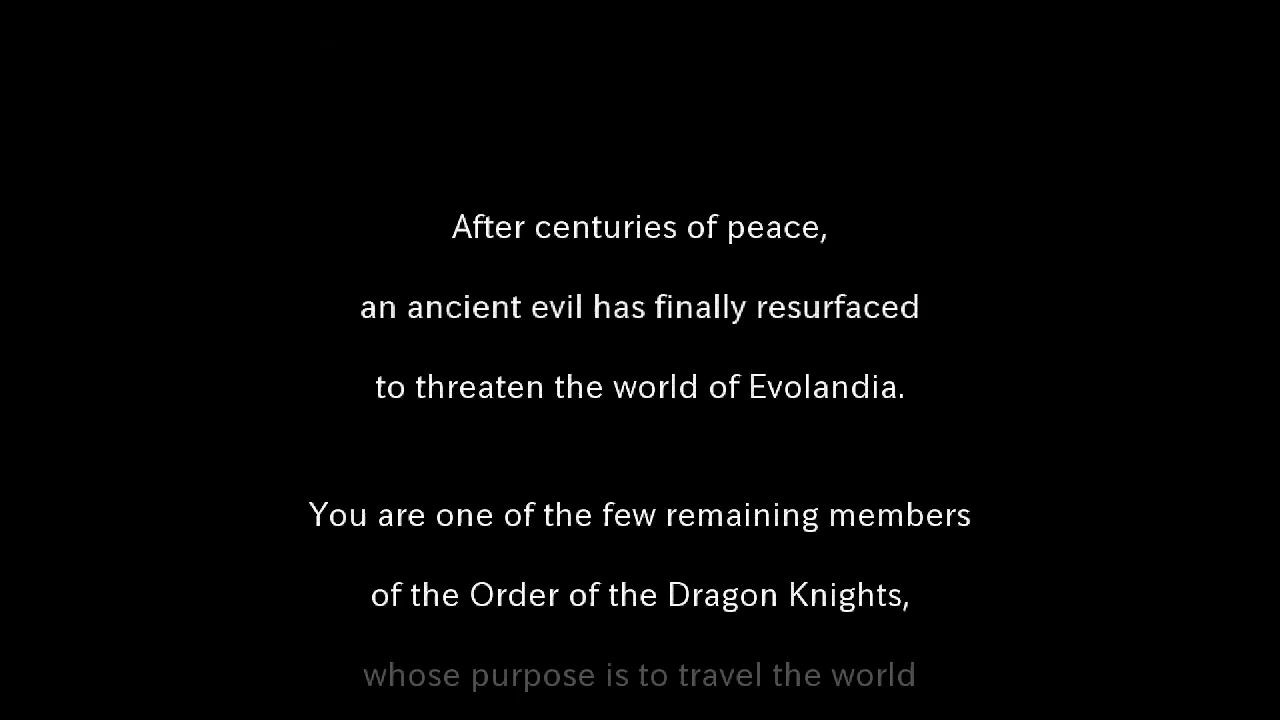 After centuries of peace,
an ancient evil has finally resurfaced
to threaten the world of Evolandia.
You are one of the few remaining members
of the Order of the Dragon Knights,
whose purpose is to travel the world